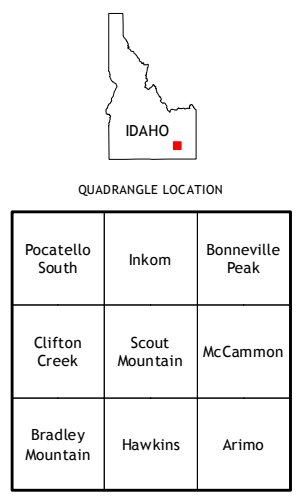 IDAHO
QUADRANGLE LOCATION
Pocatello
South
Inkom
Bonneville
Peak
Clifton
Creek
Scout
Mountain
McCammon
Bradley
Mountain
Hawkins
Arimo